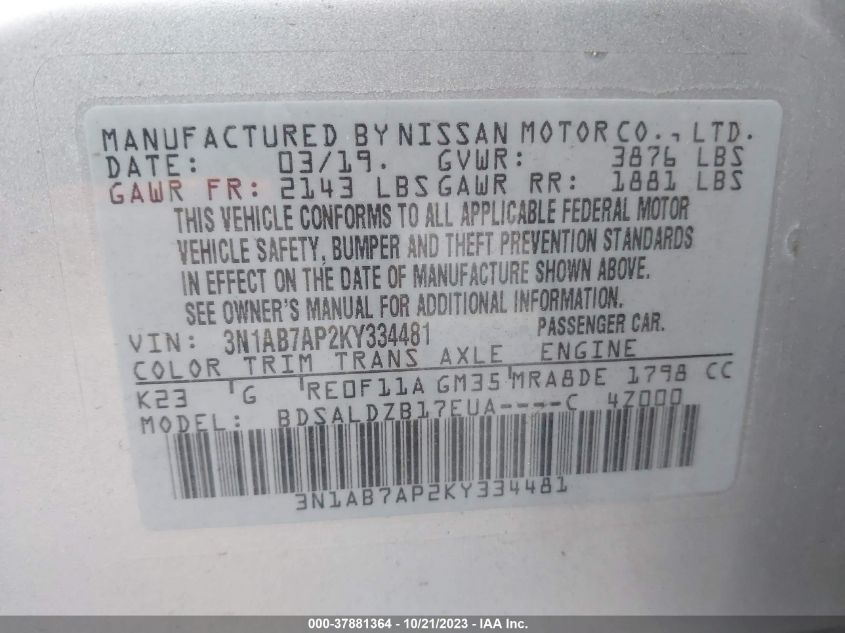 MANUFACTURED BY NISSAN MOTOR CO., LTD.
DATE: 03/19. GVWR: 3876 LBS
GAWR FR: 2143 LBS GAWR RR: 1881 LBS
THIS VEHICLE CONFORMS TO ALL APPLICABLE FEDERAL MOTOR
VEHICLE SAFETY, BUMPER AND THEFT PREVENTION STANDARDS
IN EFFECT ON THE DATE OF MANUFACTURE SHOWN ABOVE.
SEE OWNER'S MANUAL FOR ADDITIONAL INFORMATION.
VIN: 3N1AB7AP2KY334481 PASSENGER CAR.
COLOR TRIM TRANS AXLE ENGINE
K23 G RE0F11A GM35 MRA8DE 1798 CC
MODEL: BDSALDZB17EUA----C 4Z000
3N1AB7AP2KY334481
000-37881364 - 10/21/2023 - IAA Inc.